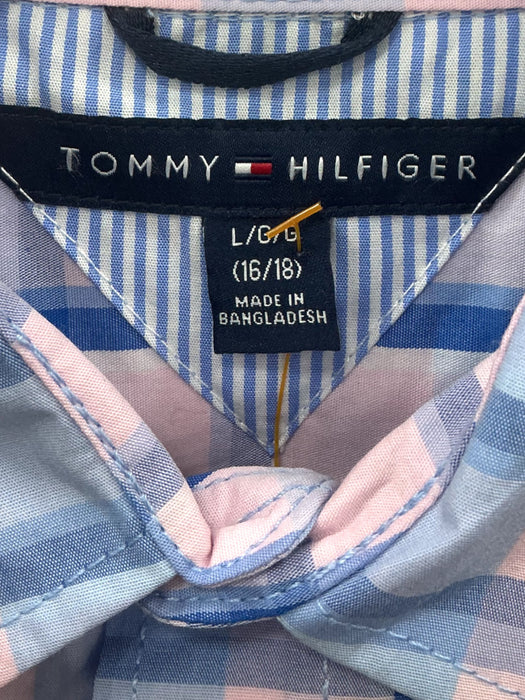 TOMMY HILFIGER
L/G/G
(16/18)
MADE IN
BANGLADESH